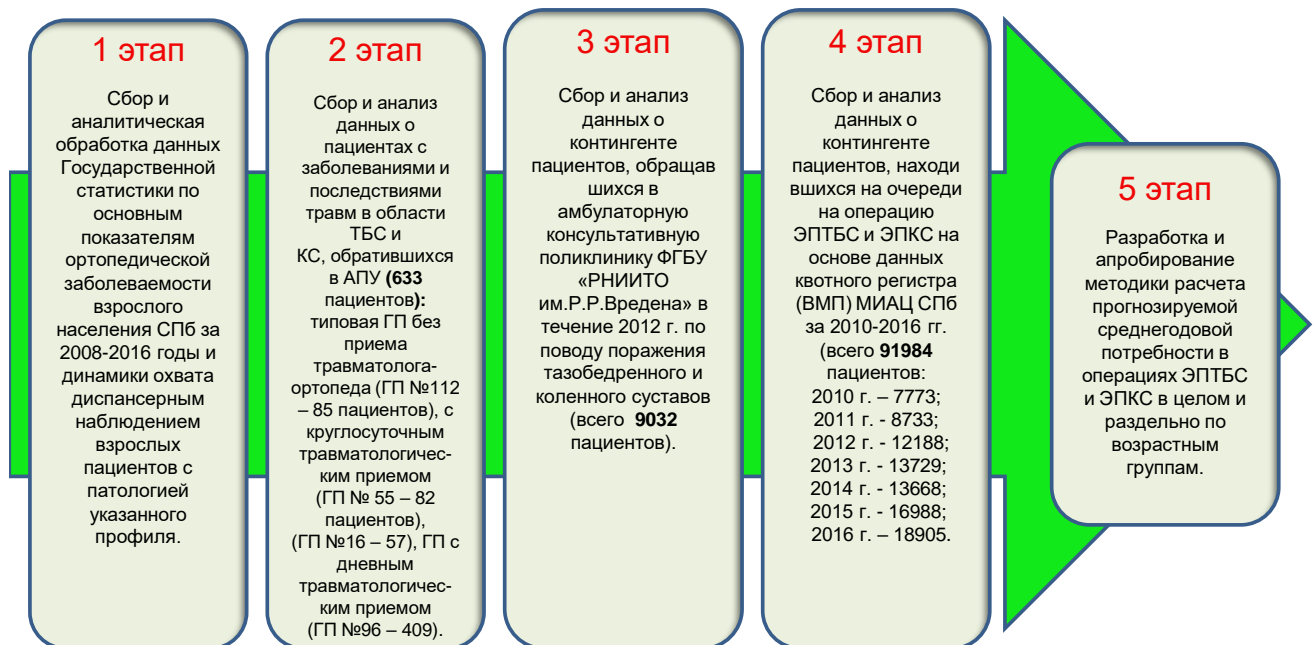 1 этап
Сбор и
аналитическая
обработка данных
Государственной
статистики по
основным
показателям
ортопедической
заболеваемости
взрослого
населения СПб за
2008-2016 годы и
динамики охвата
диспансерным
наблюдением
взрослых
пациентов с
патологией
указанного
профиля.
2 этап
Сбор и анализ
данных о
пациентах с
заболеваниями и
последствиями
травм в области
ТБС и
КС, обратившихся
в АПУ (633
пациентов):
типовая ГП без
приема
травматолога-
ортопеда (ГП №112
– 85 пациентов), с
круглосуточным
травматологичес-
ким приемом
(ГП № 55 – 82
пациентов),
(ГП №16 – 57), ГП с
дневным
травматологичес-
ким приемом
(ГП №96 – 409).
3 этап
Сбор и анализ
данных о
контингенте
пациентов, обращав
шихся в
амбулаторную
консультативную
поликлинику ФГБУ
«РНИИТО
им.Р.Р.Вредена» в
течение 2012 г. по
поводу поражения
тазобедренного и
коленного суставов
(всего 9032
пациентов).
4 этап
Сбор и анализ
данных о
контингенте
пациентов, находи
вшихся на очереди
на операцию
ЭПТБС и ЭПКС на
основе данных
квотного регистра
(ВМП) МИАЦ СПб
за 2010-2016 гг.
(всего 91984
пациентов:
2010 г. – 7773;
2011 г. - 8733;
2012 г. - 12188;
2013 г. - 13729;
2014 г. - 13668;
2015 г. - 16988;
2016 г. – 18905.
5 этап
Разработка и
апробирование
методики расчета
прогнозируемой
среднегодовой
потребности в
операциях ЭПТБС
и ЭПКС в целом и
раздельно по
возрастным
группам.